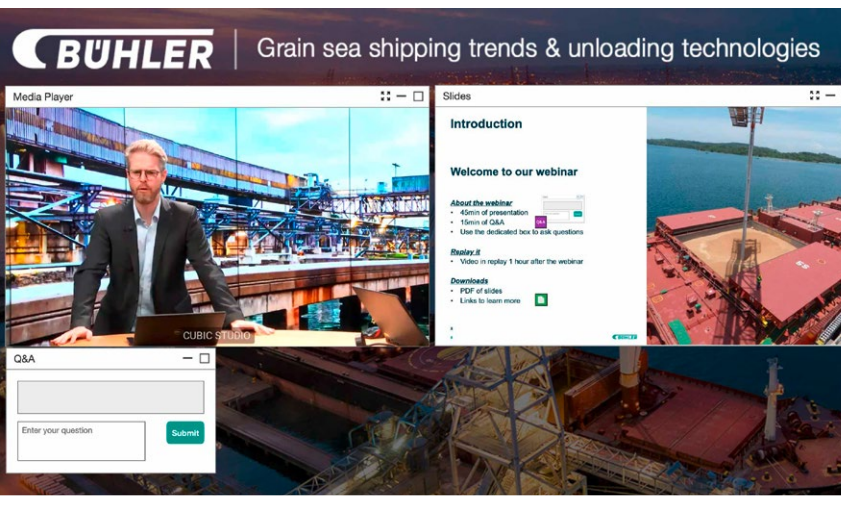 BÜHLER
Grain sea shipping trends & unloading technologies
Media Player
Slides
Introduction
Welcome to our webinar
About the webinar
• 45min of presentation
• 15min of Q&A
• Use the dedicated box to ask questions
Q&A
Replay it
• Video in replay 1 hour after the webinar
Downloads
• PDF of slides
• Links to learn more
BÜHLER
CUBIC STUDIO
Q&A
Enter your question
Submit